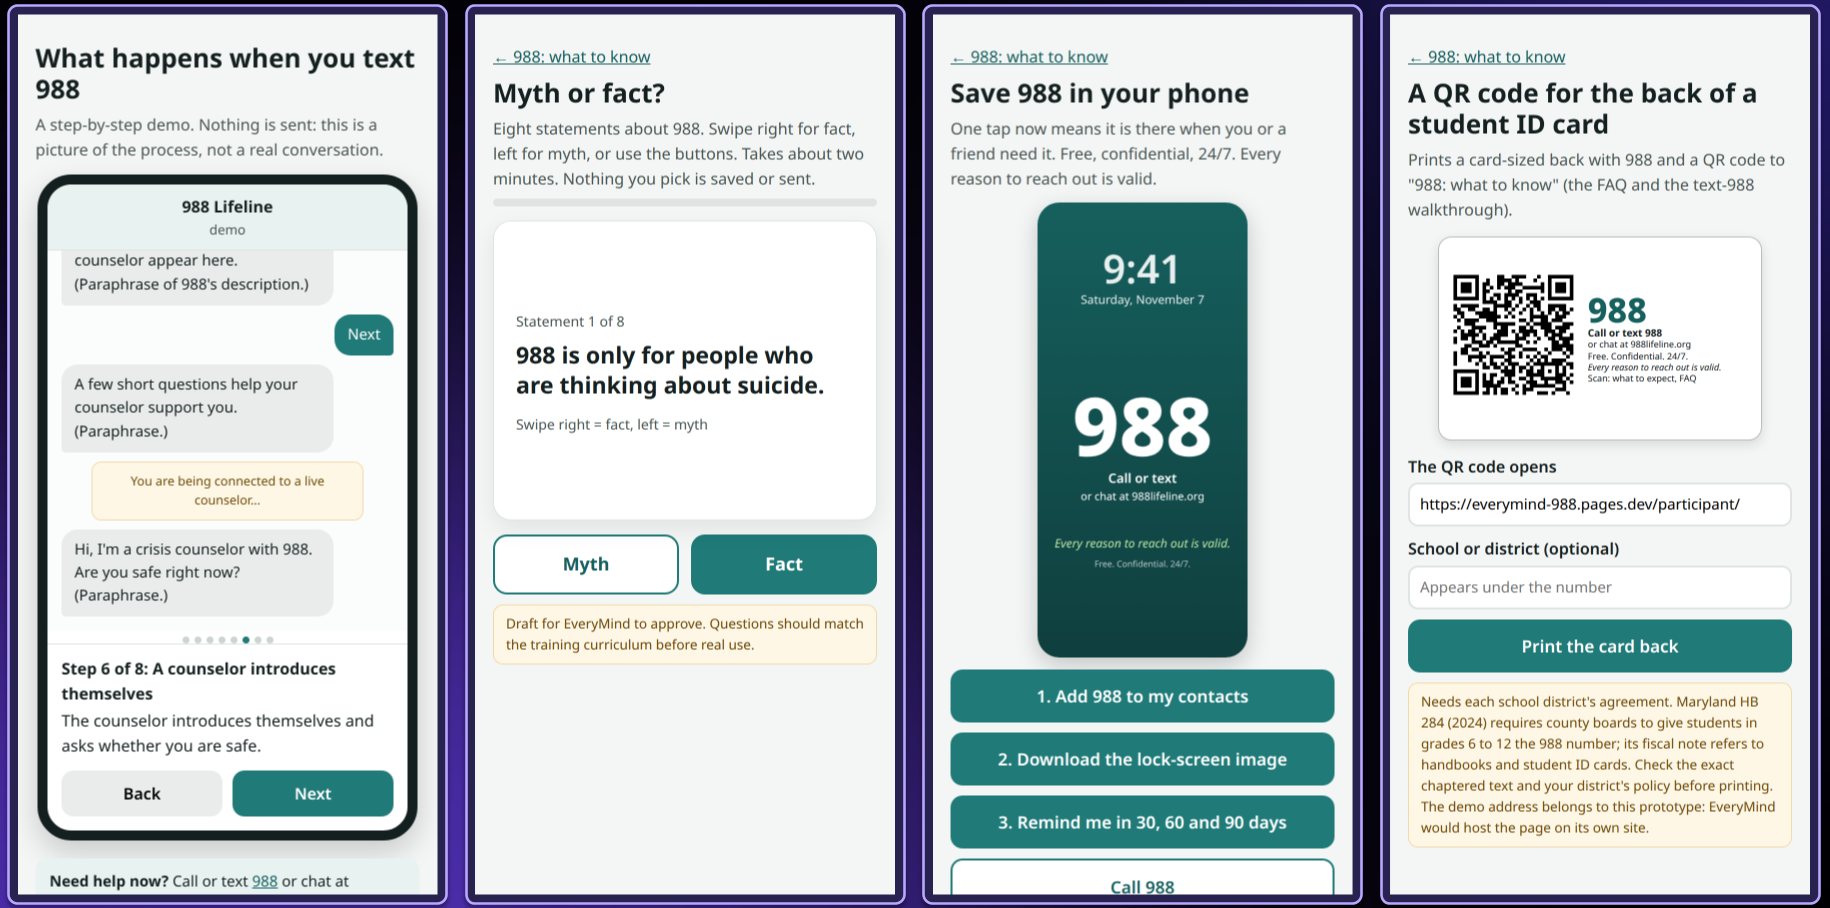 What happens when you text
988
A step-by-step demo. Nothing is sent: this is a
picture of the process, not a real conversation.
988 Lifeline
demo
counselor appear here.
(Paraphrase of 988's description.)
Next
A few short questions help your
counselor support you.
(Paraphrase.)
You are being connected to a live
counselor...
Hi, I'm a crisis counselor with 988.
Are you safe right now?
(Paraphrase.)
Step 6 of 8: A counselor introduces
themselves
The counselor introduces themselves and
asks whether you are safe.
Back
Next
Need help now? Call or text 988 or chat at
← 988: what to know
Myth or fact?
Eight statements about 988. Swipe right for fact,
left for myth, or use the buttons. Takes about two
minutes. Nothing you pick is saved or sent.
Statement 1 of 8
988 is only for people who
are thinking about suicide.
Swipe right = fact, left = myth
Myth
Fact
Draft for EveryMind to approve. Questions should match
the training curriculum before real use.
← 988: what to know
Save 988 in your phone
One tap now means it is there when you or a
friend need it. Free, confidential, 24/7. Every
reason to reach out is valid.
9:41
Saturday, November 7
988
Call or text
or chat at 988lifeline.org
Every reason to reach out is valid.
Free. Confidential. 24/7.
1. Add 988 to my contacts
2. Download the lock-screen image
3. Remind me in 30, 60 and 90 days
Call 988
← 988: what to know
A QR code for the back of a
student ID card
Prints a card-sized back with 988 and a QR code to
"988: what to know" (the FAQ and the text-988
walkthrough).
988
Call or text 988
or chat at 988lifeline.org
Free. Confidential. 24/7.
Every reason to reach out is valid.
Scan: what to expect, FAQ
The QR code opens
https://everymind-988.pages.dev/participant/
School or district (optional)
Appears under the number
Print the card back
Needs each school district's agreement. Maryland HB
284 (2024) requires county boards to give students in
grades 6 to 12 the 988 number; its fiscal note refers to
handbooks and student ID cards. Check the exact
chaptered text and your district's policy before printing.
The demo address belongs to this prototype: EveryMind
would host the page on its own site.